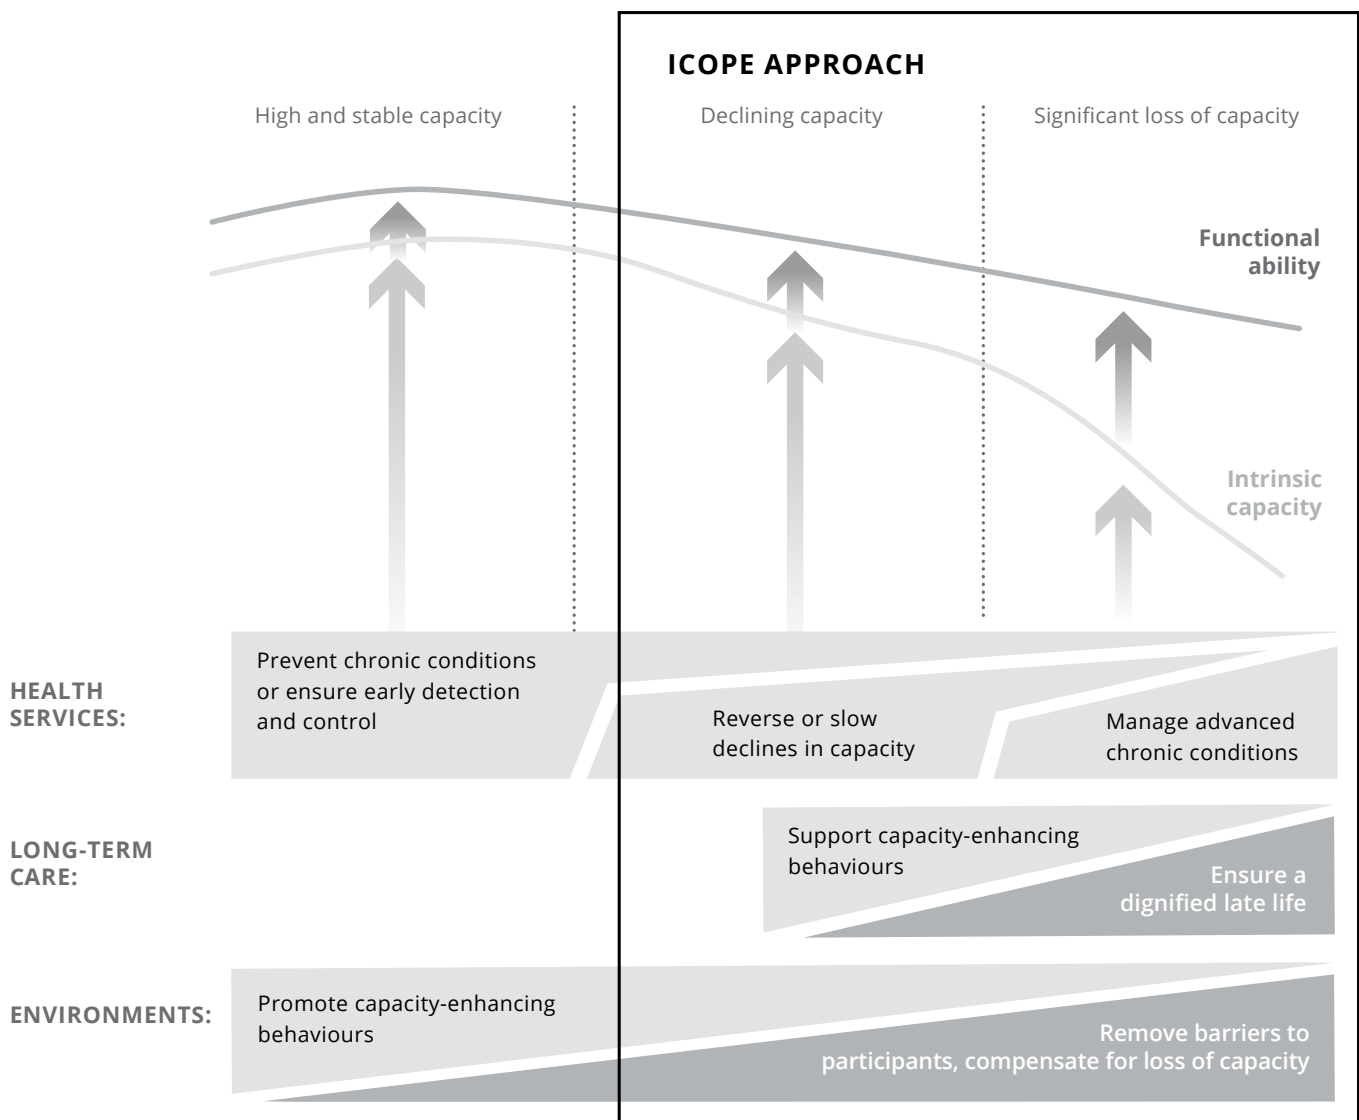 ICOPE APPROACH
High and stable capacity
Declining capacity
Significant loss of capacity
Functional
ability
Intrinsic
capacity
HEALTH
SERVICES:
Prevent chronic conditions
or ensure early detection
and control
Reverse or slow
declines in capacity
Manage advanced
chronic conditions
LONG-TERM
CARE:
Support capacity-enhancing
behaviours
Ensure a
dignified late life
ENVIRONMENTS:
Promote capacity-enhancing
behaviours
Remove barriers to
participants, compensate for loss of capacity